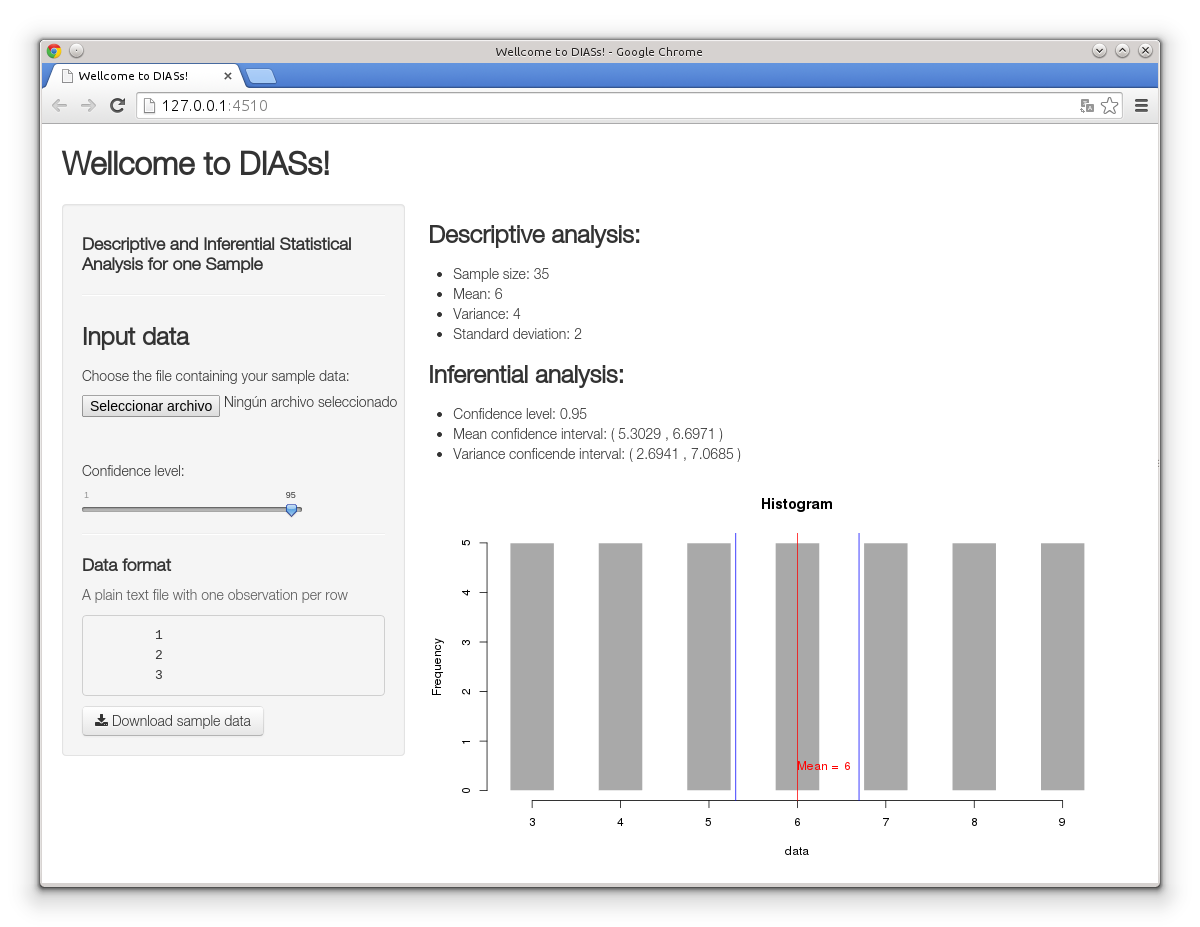 Wellcome to DIASs! - Google Chrome
Wellcome to DIASs!
127.0.0.1:4510
Wellcome to DIASs!
Descriptive and Inferential Statistical
Analysis for one Sample
Input data
Choose the file containing your sample data:
Seleccionar archivo Ningún archivo seleccionado
Confidence level:
1 95
Data format
A plain text file with one observation per row
1
2
3
Download sample data
Descriptive analysis:
Sample size: 35
Mean: 6
Variance: 4
Standard deviation: 2
Inferential analysis:
Confidence level: 0.95
Mean confidence interval: ( 5.3029 , 6.6971 )
Variance conficende interval: ( 2.6941 , 7.0685 )
Histogram
Frequency
5
4
3
2
1
0
Mean = 6
3 4 5 6 7 8 9
data